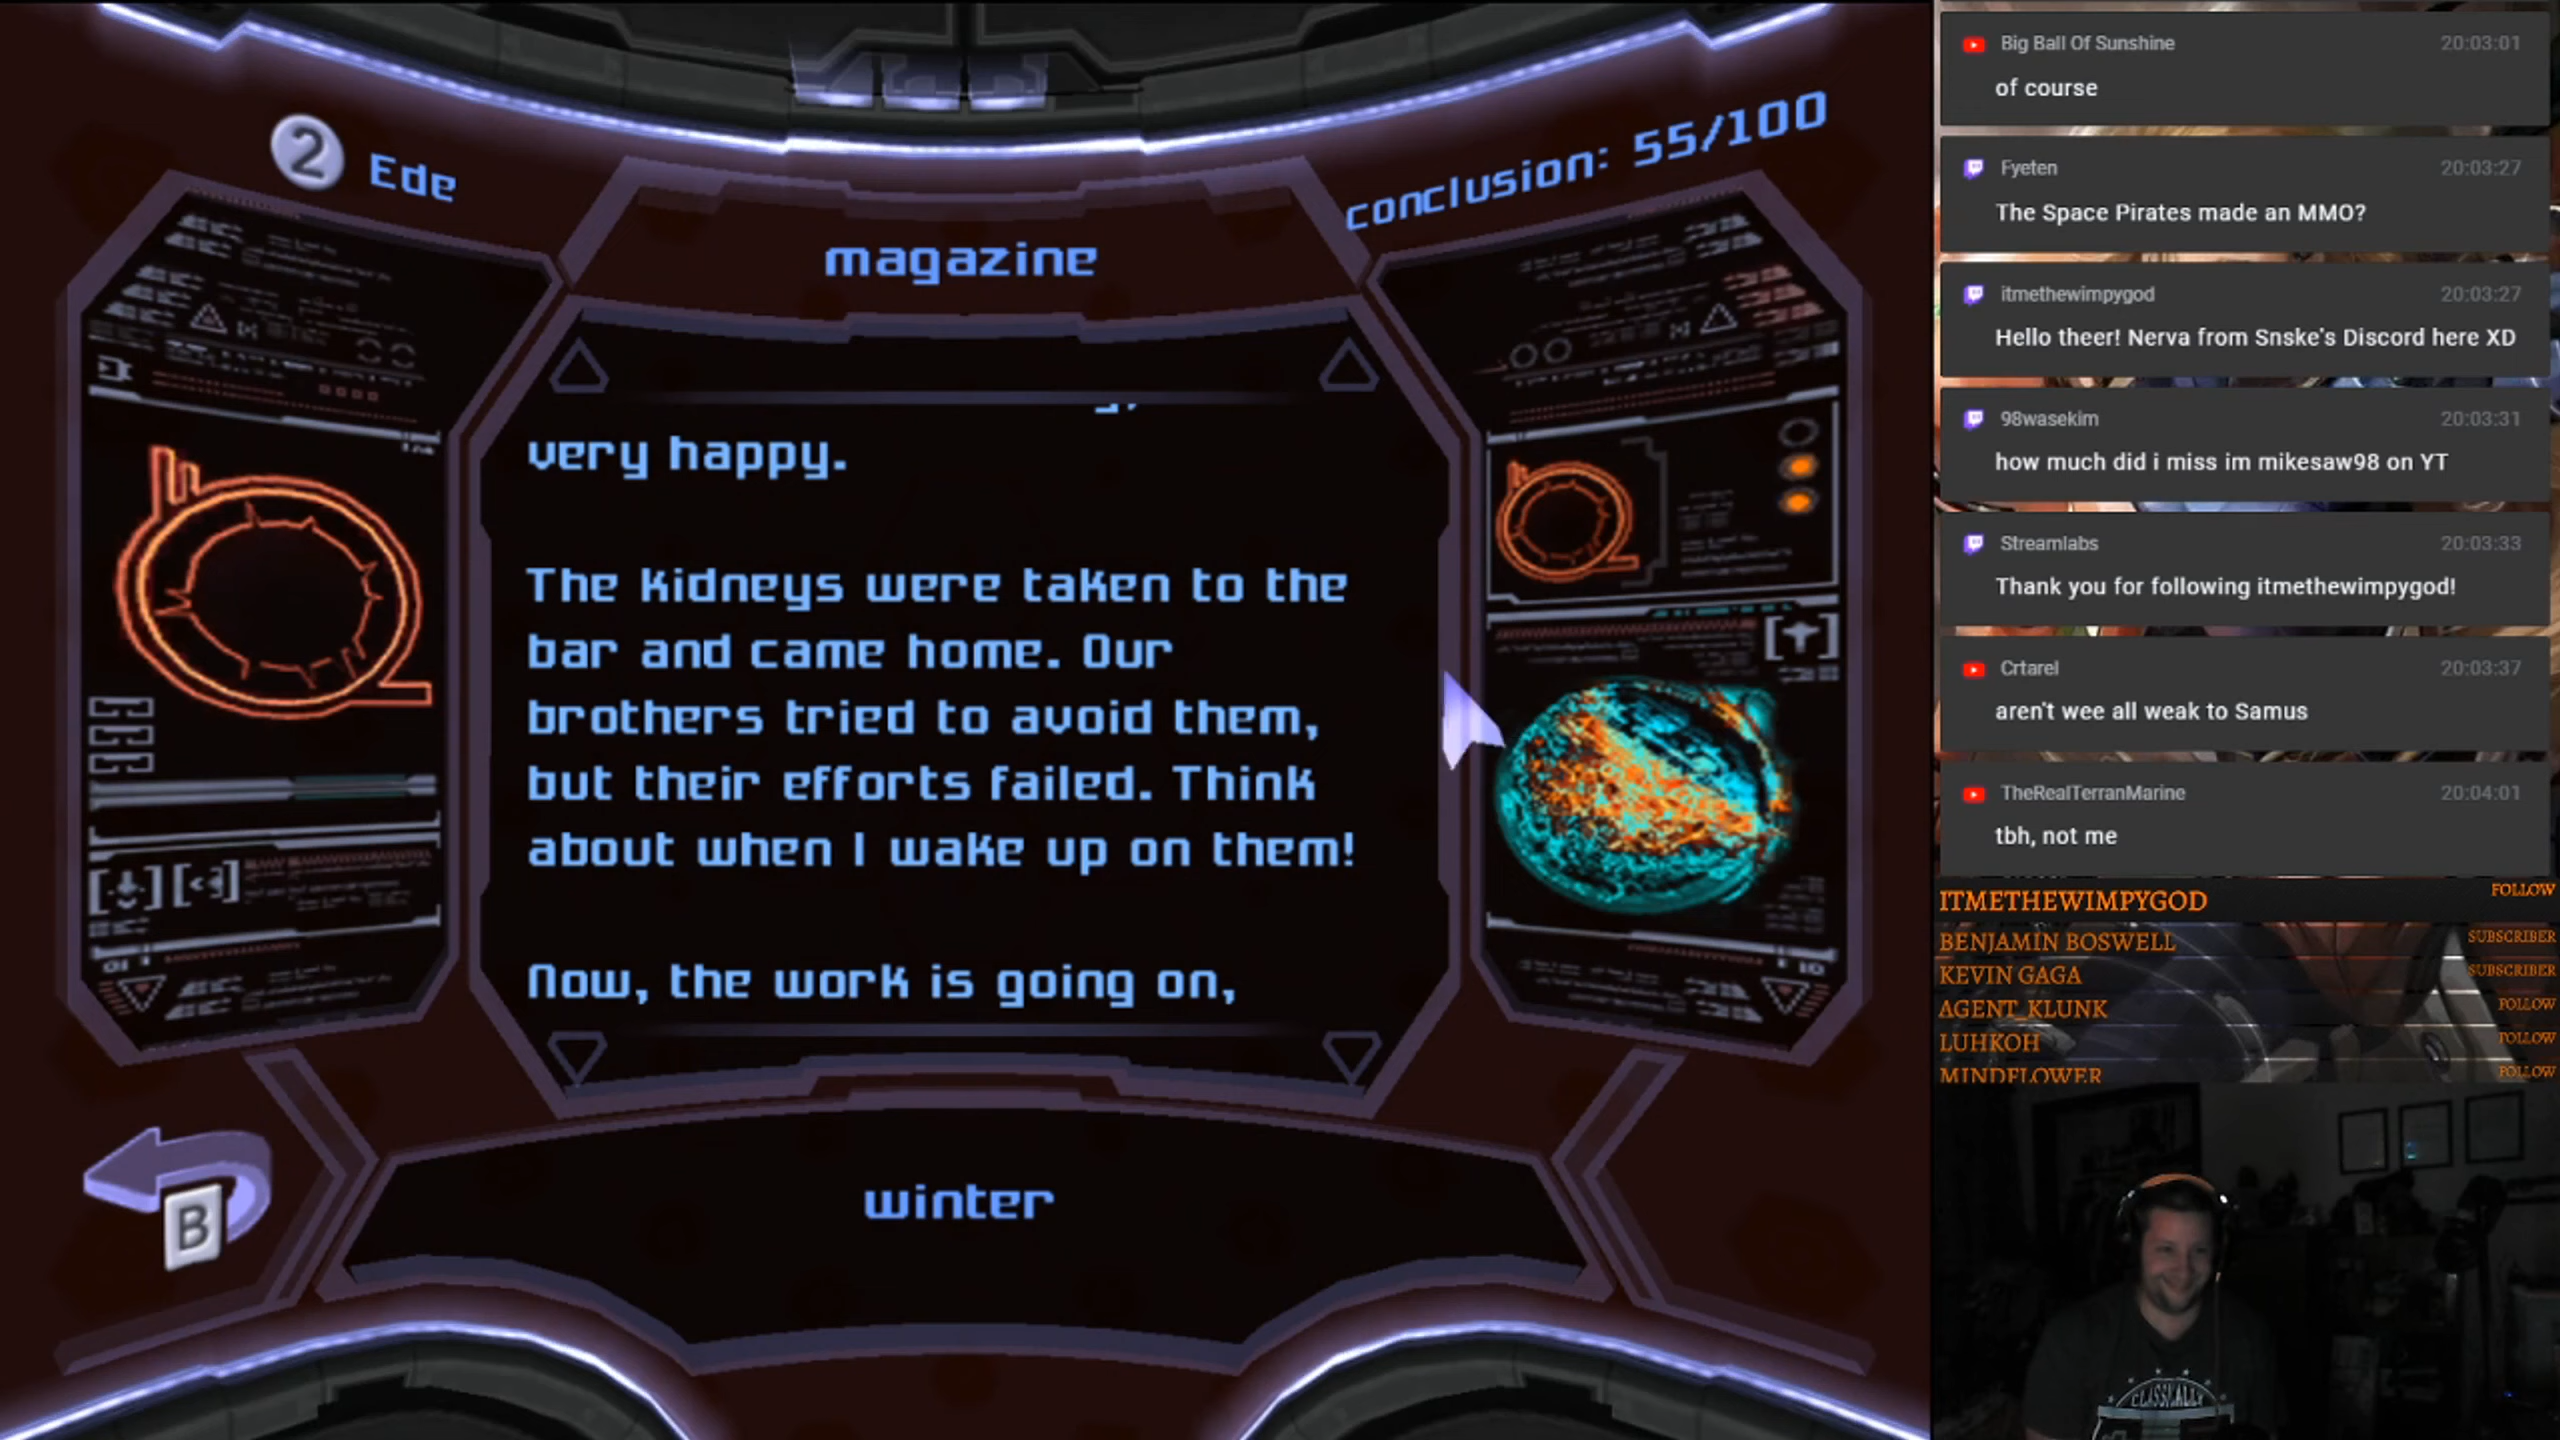 2 Ede
conclusion: 55/100
magazine
very happy.
The kidneys were taken to the
bar and came home. Our
brothers tried to avoid them,
but their efforts failed. Think
about when I wake up on them!
Now, the work is going on,
winter
B
Big Ball Of Sunshine 20:03:01
of course
Fyeten 20:03:27
The Space Pirates made an MMO?
itmethewimpygod 20:03:27
Hello theer! Nerva from Snske's Discord here XD
98wasekim 20:03:31
how much did i miss im mikesaw98 on YT
Streamlabs 20:03:33
Thank you for following itmethewimpygod!
Crtarel 20:03:37
aren't wee all weak to Samus
TheRealTerranMarine 20:04:01
tbh, not me
ITMETHEWIMPYGOD FOLLOW
BENJAMIN BOSWELL SUBSCRIBER
KEVIN GAGA SUBSCRIBER
AGENT_KLUNK FOLLOW
LUHKOH FOLLOW
MINDFLOWER FOLLOW
CLASSICALLY